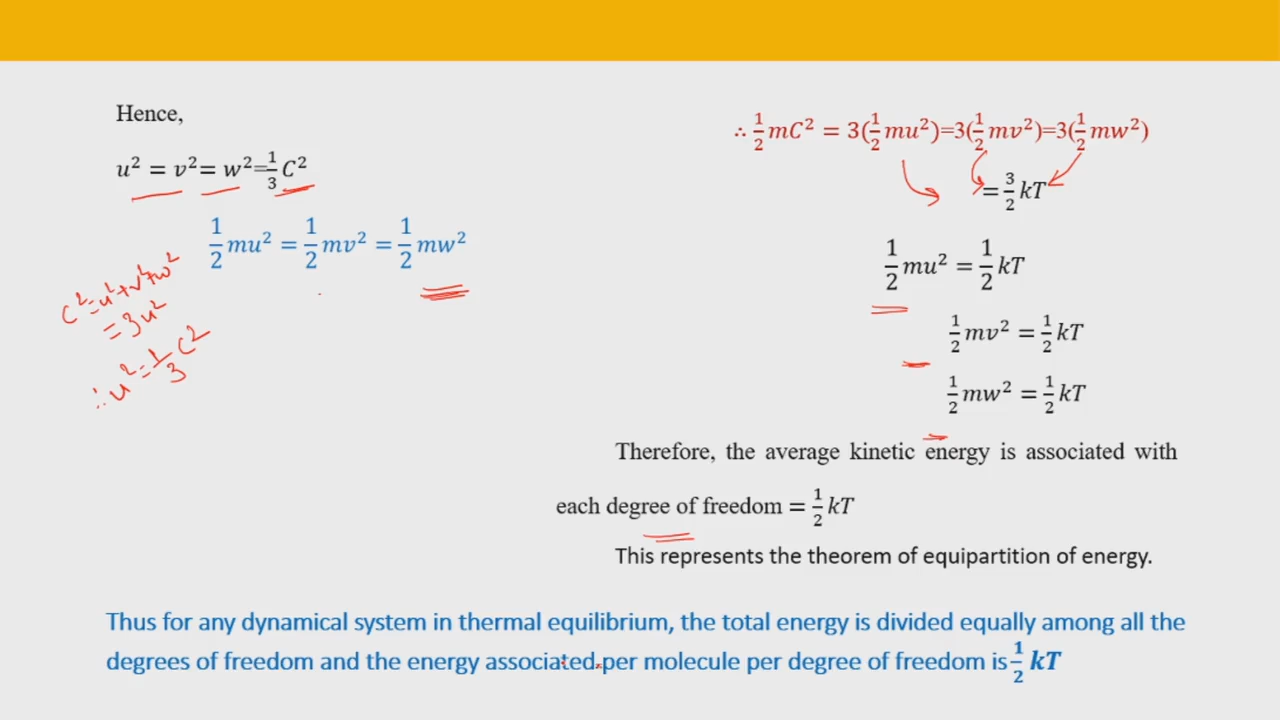 Hence,
u² = v²= w²=1/3 C²
1/2 mu² = 1/2 mv² = 1/2 mw²
C²=u²+v²+w²
=3u²
∴u²=1/3 C²
∴ 1/2 mC² = 3(1/2 mu²)=3(1/2 mv²)=3(1/2 mw²)
= 3/2 kT
1/2 mu² = 1/2 kT
1/2 mv² = 1/2 kT
1/2 mw² = 1/2 kT
Therefore, the average kinetic energy is associated with
each degree of freedom = 1/2 kT
This represents the theorem of equipartition of energy.
Thus for any dynamical system in thermal equilibrium, the total energy is divided equally among all the
degrees of freedom and the energy associated per molecule per degree of freedom is 1/2 kT